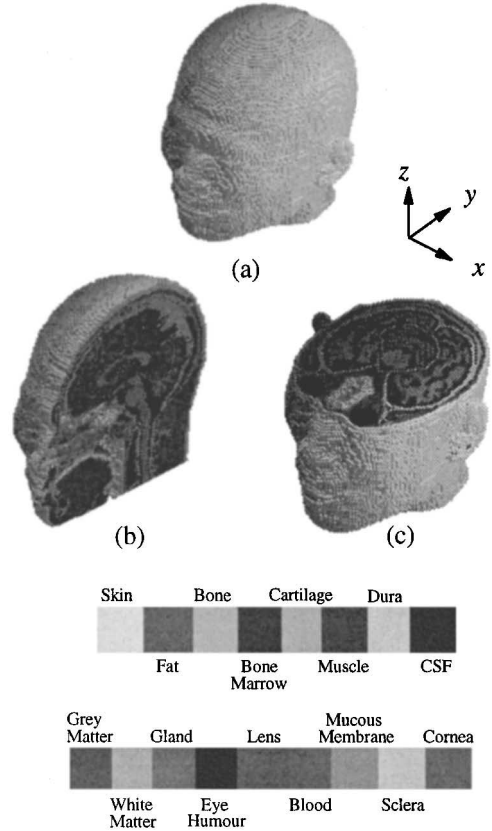 z
y
x
(a)
(b)
(c)
Skin Bone Cartilage Dura
Fat Bone Marrow Muscle CSF
Grey Matter Gland Lens Mucous Membrane Cornea
White Matter Eye Humour Blood Sclera